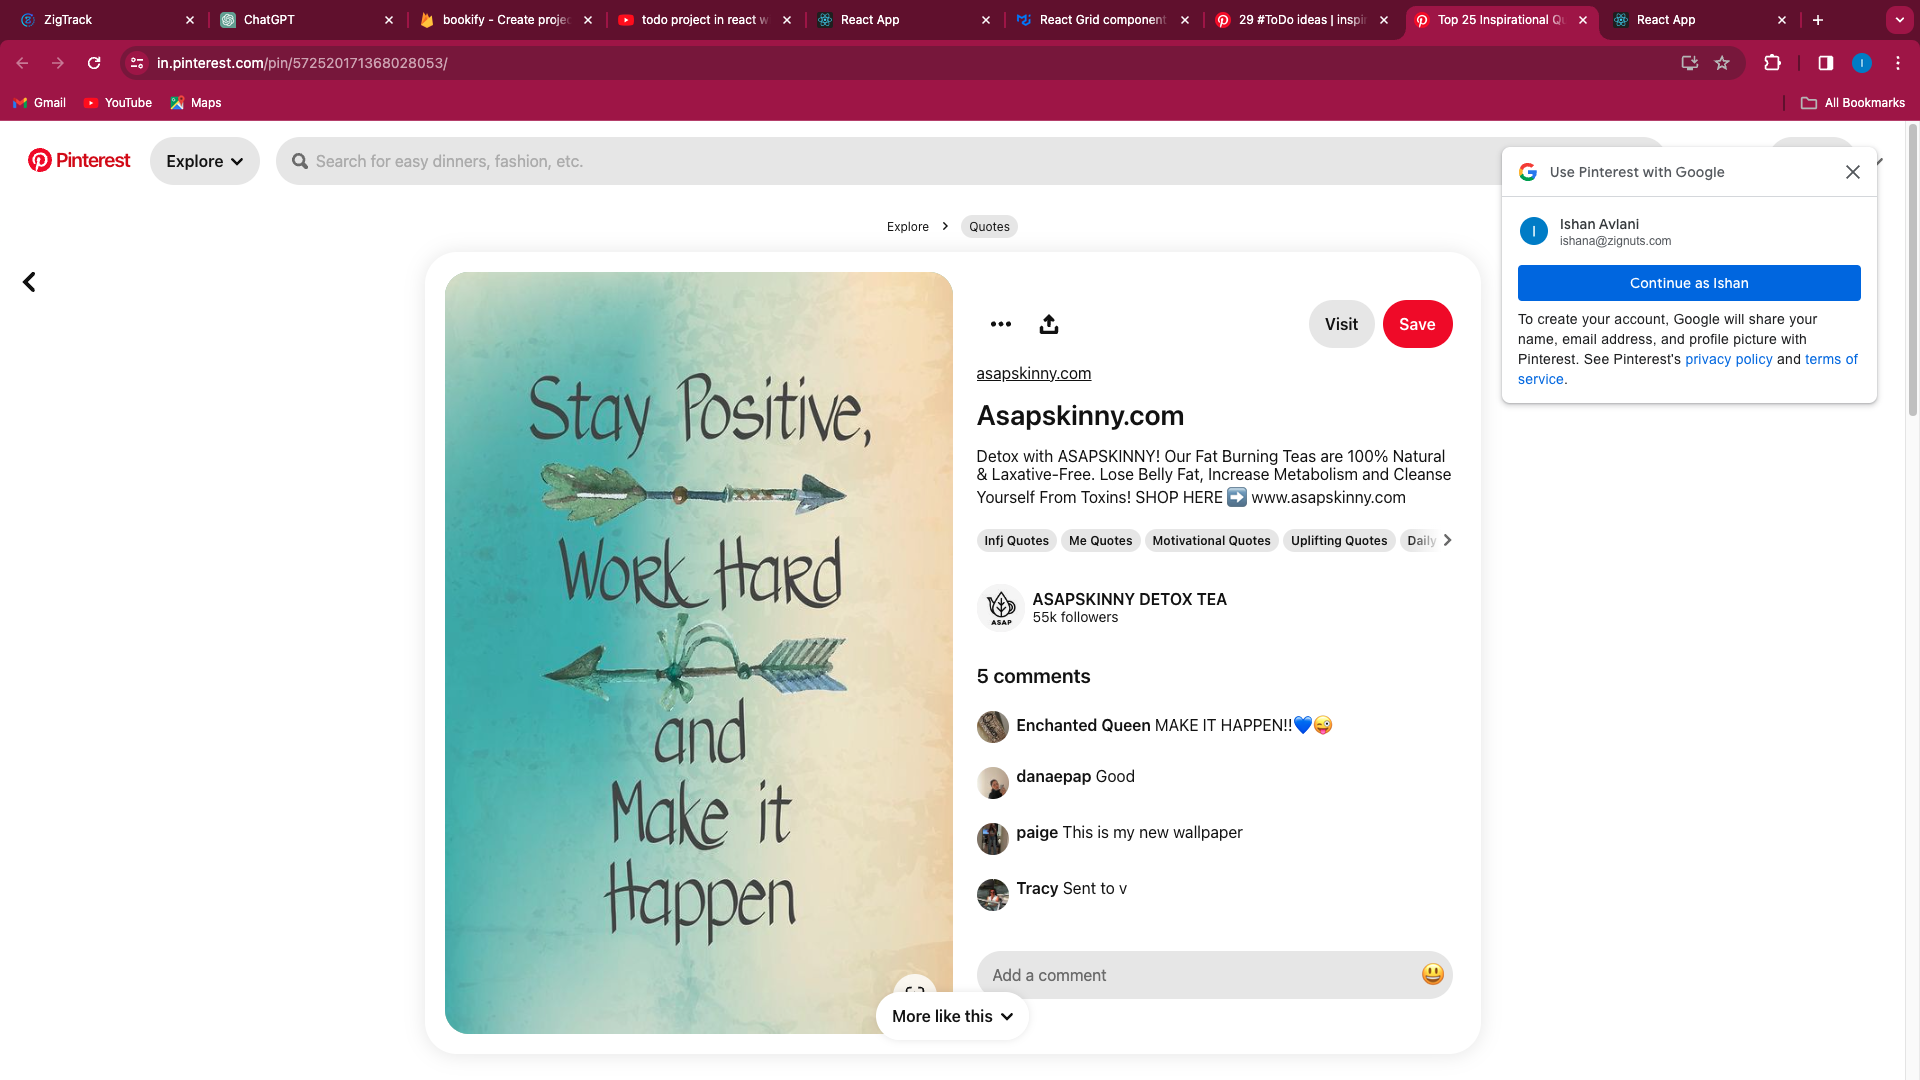 ZigTrack
ChatGPT
bookify - Create proje
todo project in react w
React App
React Grid component
29 #ToDo ideas | inspir
Top 25 Inspirational Qu
React App
in.pinterest.com/pin/572520171368028053/
I
Gmail
YouTube
Maps
All Bookmarks
Pinterest
Explore
Search for easy dinners, fashion, etc.
Use Pinterest with Google
I
Ishan Avlani
ishana@zignuts.com
Continue as Ishan
To create your account, Google will share your
name, email address, and profile picture with
Pinterest. See Pinterest's privacy policy and terms of
service.
Explore
Quotes
Stay Positive,
Work Hard
and
Make it
Happen
Visit
Save
asapskinny.com
Asapskinny.com
Detox with ASAPSKINNY! Our Fat Burning Teas are 100% Natural
& Laxative-Free. Lose Belly Fat, Increase Metabolism and Cleanse
Yourself From Toxins! SHOP HERE ➡️ www.asapskinny.com
Infj Quotes
Me Quotes
Motivational Quotes
Uplifting Quotes
Daily
ASAP
ASAPSKINNY DETOX TEA
55k followers
5 comments
Enchanted Queen MAKE IT HAPPEN!!💙😜
danaepap Good
paige This is my new wallpaper
Tracy Sent to v
Add a comment
More like this